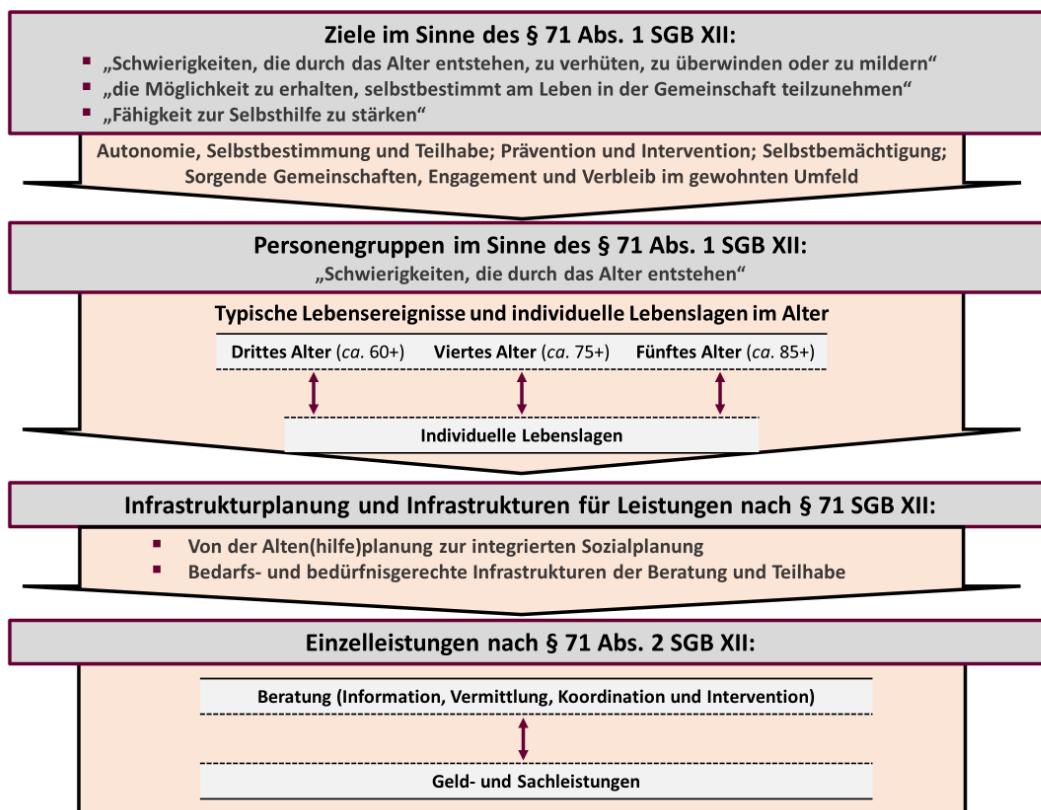 Ziele im Sinne des § 71 Abs. 1 SGB XII:
▪ „Schwierigkeiten, die durch das Alter entstehen, zu verhüten, zu überwinden oder zu mildern“
▪ „die Möglichkeit zu erhalten, selbstbestimmt am Leben in der Gemeinschaft teilzunehmen“
▪ „Fähigkeit zur Selbsthilfe zu stärken“
Autonomie, Selbstbestimmung und Teilhabe; Prävention und Intervention; Selbstbemächtigung;
Sorgende Gemeinschaften, Engagement und Verbleib im gewohnten Umfeld
Personengruppen im Sinne des § 71 Abs. 1 SGB XII:
„Schwierigkeiten, die durch das Alter entstehen“
Typische Lebensereignisse und individuelle Lebenslagen im Alter
Drittes Alter (ca. 60+) Viertes Alter (ca. 75+) Fünftes Alter (ca. 85+)
Individuelle Lebenslagen
Infrastrukturplanung und Infrastrukturen für Leistungen nach § 71 SGB XII:
▪ Von der Alten(hilfe)planung zur integrierten Sozialplanung
▪ Bedarfs- und bedürfnisgerechte Infrastrukturen der Beratung und Teilhabe
Einzelleistungen nach § 71 Abs. 2 SGB XII:
Beratung (Information, Vermittlung, Koordination und Intervention)
Geld- und Sachleistungen